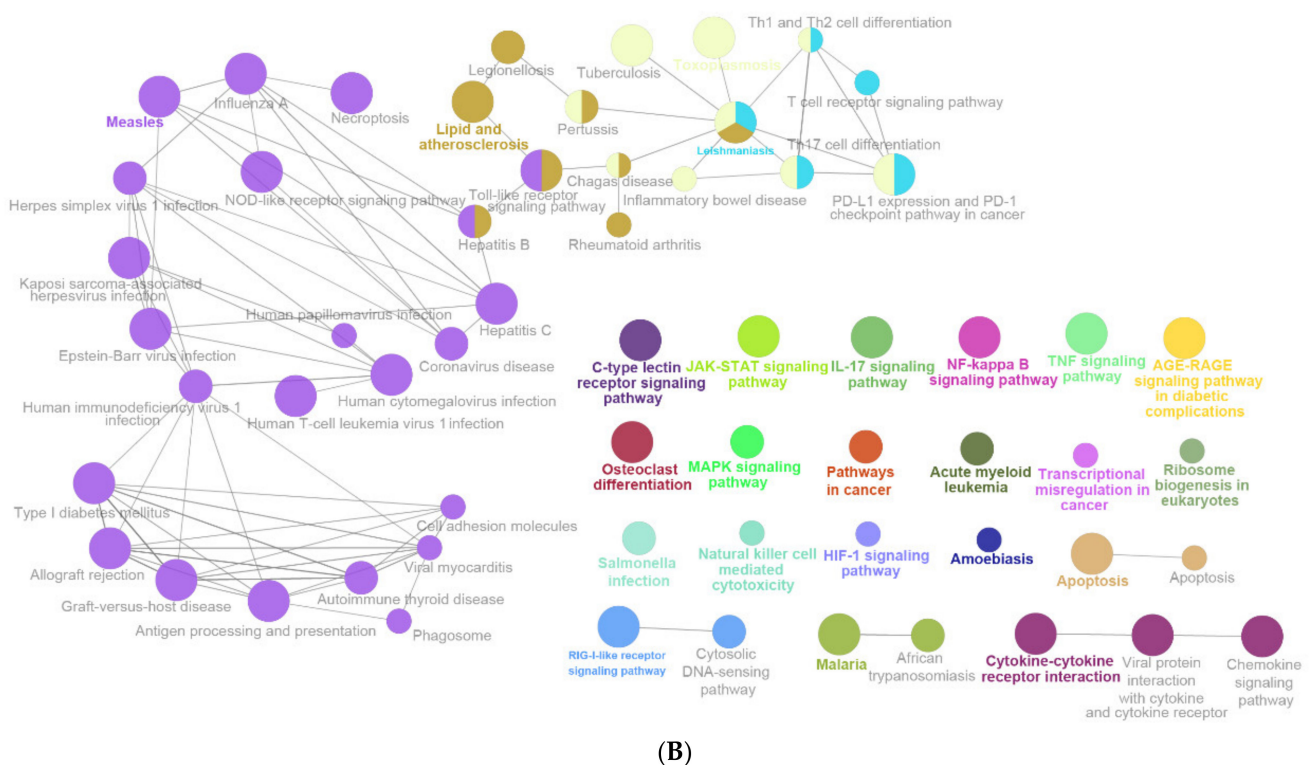 Th1 and Th2 cell differentiation
Legionellosis
Tuberculosis
Toxoplasmosis
Influenza A
Necroptosis
T cell receptor signaling pathway
Measles
Lipid and
atherosclerosis
Pertussis
Leishmaniasis
Th17 cell differentiation
Herpes simplex virus 1 infection
NOD-like receptor signaling pathway
Toll-like receptor
signaling pathway
Chagas disease
Inflammatory bowel disease
PD-L1 expression and PD-1
checkpoint pathway in cancer
Hepatitis B
Rheumatoid arthritis
Kaposi sarcoma-associated
herpesvirus infection
Human papillomavirus infection
Hepatitis C
Epstein-Barr virus infection
Coronavirus disease
Human immunodeficiency virus 1
infection
Human cytomegalovirus infection
Human T-cell leukemia virus 1 infection
Type I diabetes mellitus
Cell adhesion molecules
Allograft rejection
Viral myocarditis
Graft-versus-host disease
Autoimmune thyroid disease
Antigen processing and presentation
Phagosome
C-type lectin
receptor signaling
pathway
JAK-STAT signaling
pathway
IL-17 signaling
pathway
NF-kappa B
signaling pathway
TNF signaling
pathway
AGE-RAGE
signaling pathway
in diabetic
complications
Osteoclast
differentiation
MAPK signaling
pathway
Pathways
in cancer
Acute myeloid
leukemia
Transcriptional
misregulation in
cancer
Ribosome
biogenesis in
eukaryotes
Salmonella
infection
Natural killer cell
mediated
cytotoxicity
HIF-1 signaling
pathway
Amoebiasis
Apoptosis
Apoptosis
RIG-I-like receptor
signaling pathway
Cytosolic
DNA-sensing
pathway
Malaria
African
trypanosomiasis
Cytokine-cytokine
receptor interaction
Viral protein
interaction
with cytokine
and cytokine receptor
Chemokine
signaling
pathway
(B)